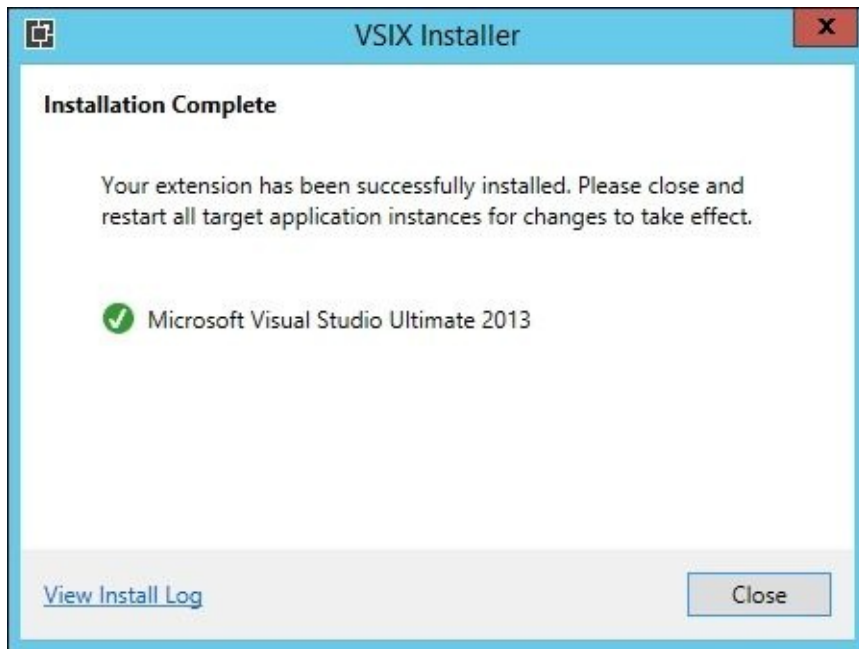 VSIX Installer
x
Installation Complete
Your extension has been successfully installed. Please close and
restart all target application instances for changes to take effect.
Microsoft Visual Studio Ultimate 2013
View Install Log
Close